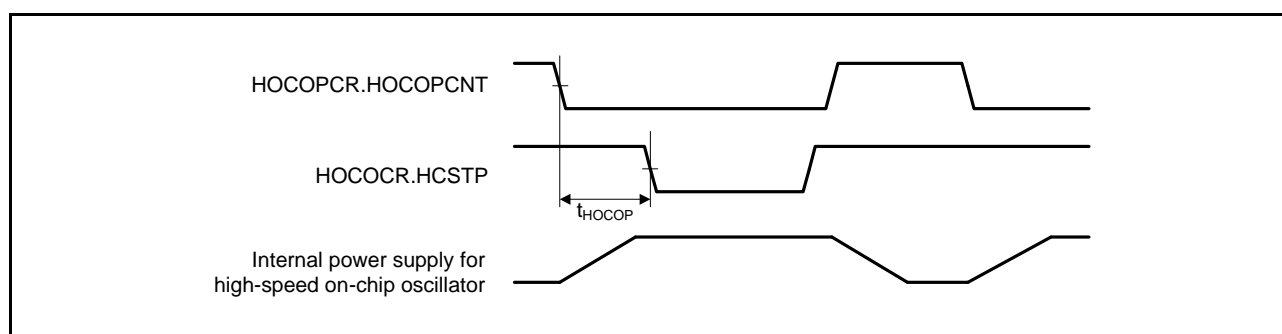 HOCOPCR.HOCOPCNT
HOCOCR.HCSTP
tHOCOP
Internal power supply for
high-speed on-chip oscillator